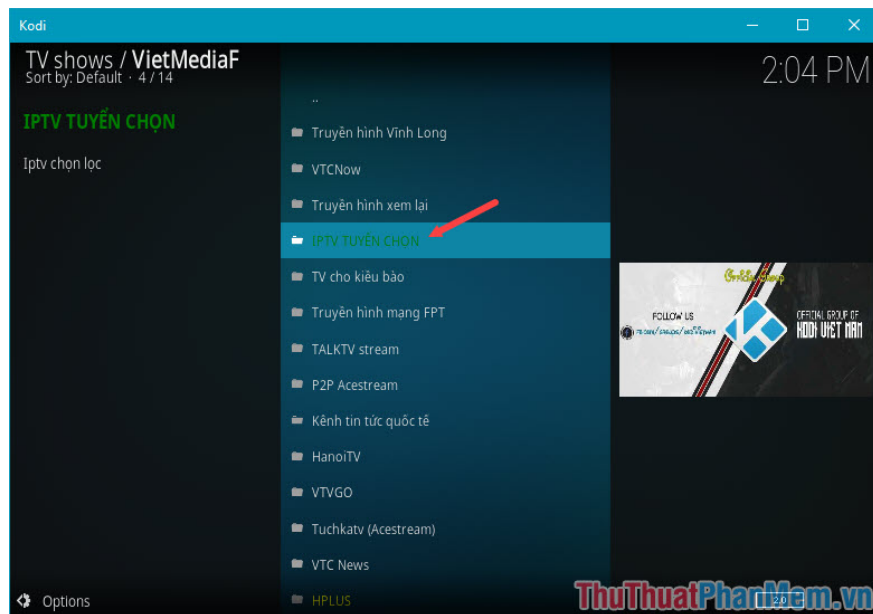 Kodi
TV shows / VietMediaF
Sort by: Default · 4 / 14
2:04 PM
IPTV TUYỂN CHỌN
Iptv chọn lọc
..
Truyền hình Vĩnh Long
VTCNow
Truyền hình xem lại
IPTV TUYỂN CHỌN
TV cho kiều bào
Truyền hình mạng FPT
TALKTV stream
P2P Acestream
Kênh tin tức quốc tế
HanoiTV
VTVGO
Tuchkatv (Acestream)
VTC News
HPLUS
FOLLOW US
OFFICIAL GROUP OF
KODI VIET NAM
Options
ThuThuatPhanMem.vn